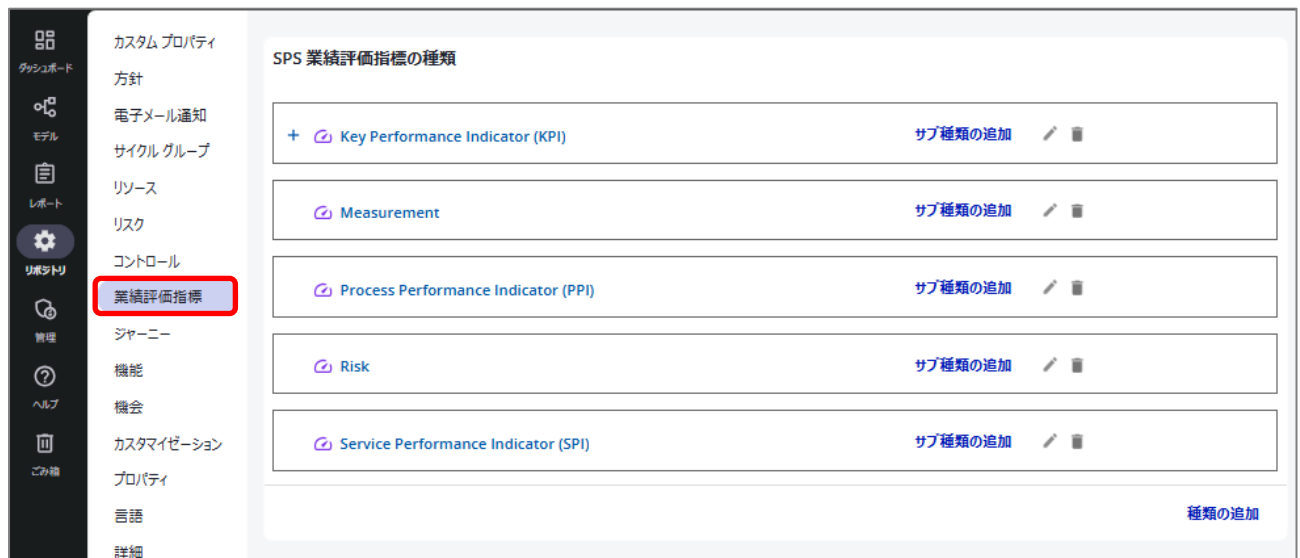 ダッシュボード
モデル
レポート
リポジトリ
管理
ヘルプ
ごみ箱
カスタム プロパティ
方針
電子メール通知
サイクル グループ
リソース
リスク
コントロール
業績評価指標
ジャーニー
機能
機会
カスタマイゼーション
プロパティ
言語
詳細
SPS 業績評価指標の種類
+ Key Performance Indicator (KPI) サブ種類の追加
Measurement サブ種類の追加
Process Performance Indicator (PPI) サブ種類の追加
Risk サブ種類の追加
Service Performance Indicator (SPI) サブ種類の追加
種類の追加